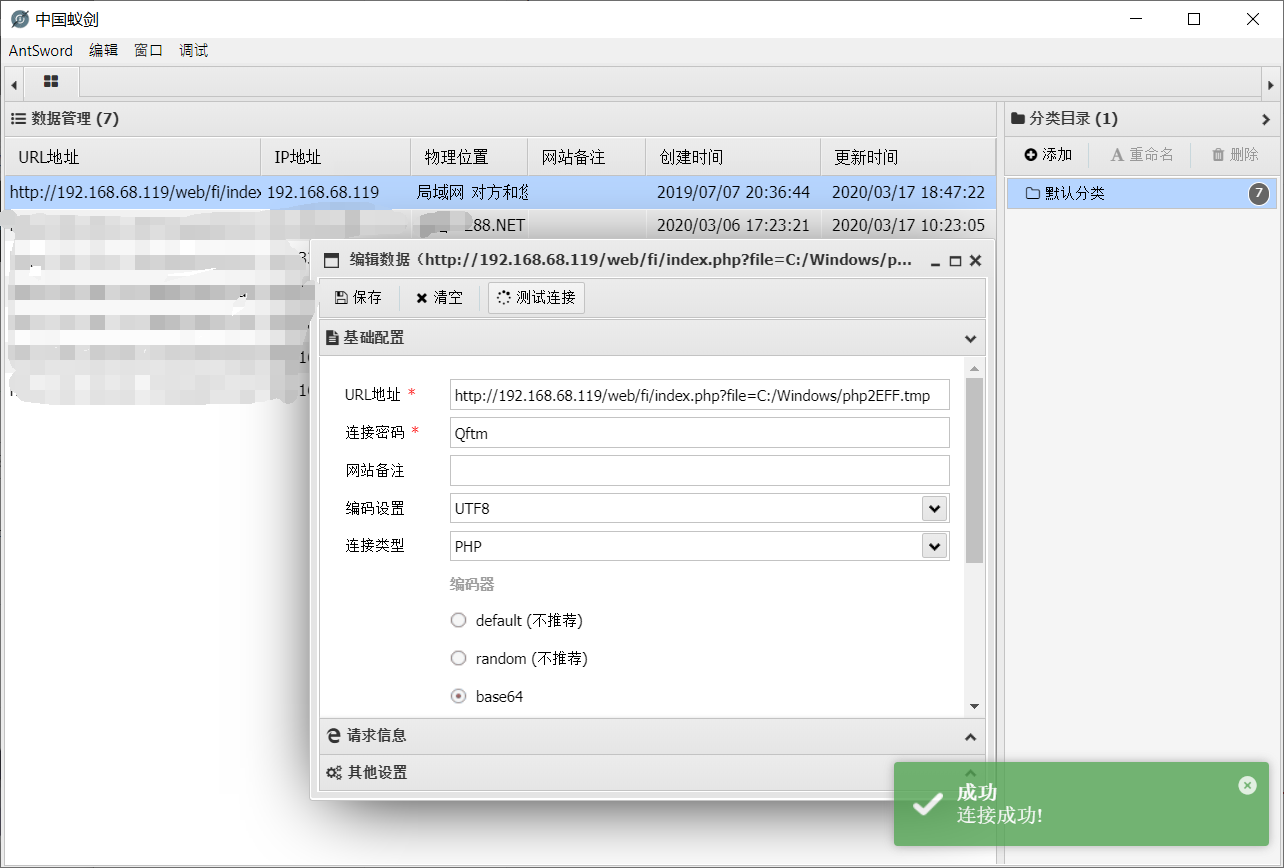 中国蚁剑
AntSword 编辑 窗口 调试
数据管理 (7)
分类目录 (1)
URL地址 IP地址 物理位置 网站备注 创建时间 更新时间
添加 重命名 删除
http://192.168.68.119/web/fi/index 192.168.68.119 局域网 对方和您 2019/07/07 20:36:44 2020/03/17 18:47:22
默认分类 7
88.NET 2020/03/06 17:23:21 2020/03/17 10:23:05
编辑数据（http://192.168.68.119/web/fi/index.php?file=C:/Windows/p...
保存 清空 测试连接
基础配置
URL地址 * http://192.168.68.119/web/fi/index.php?file=C:/Windows/php2EFF.tmp
连接密码 * Qftm
网站备注
编码设置 UTF8
连接类型 PHP
编码器
default (不推荐)
random (不推荐)
base64
请求信息
其他设置
成功
连接成功!